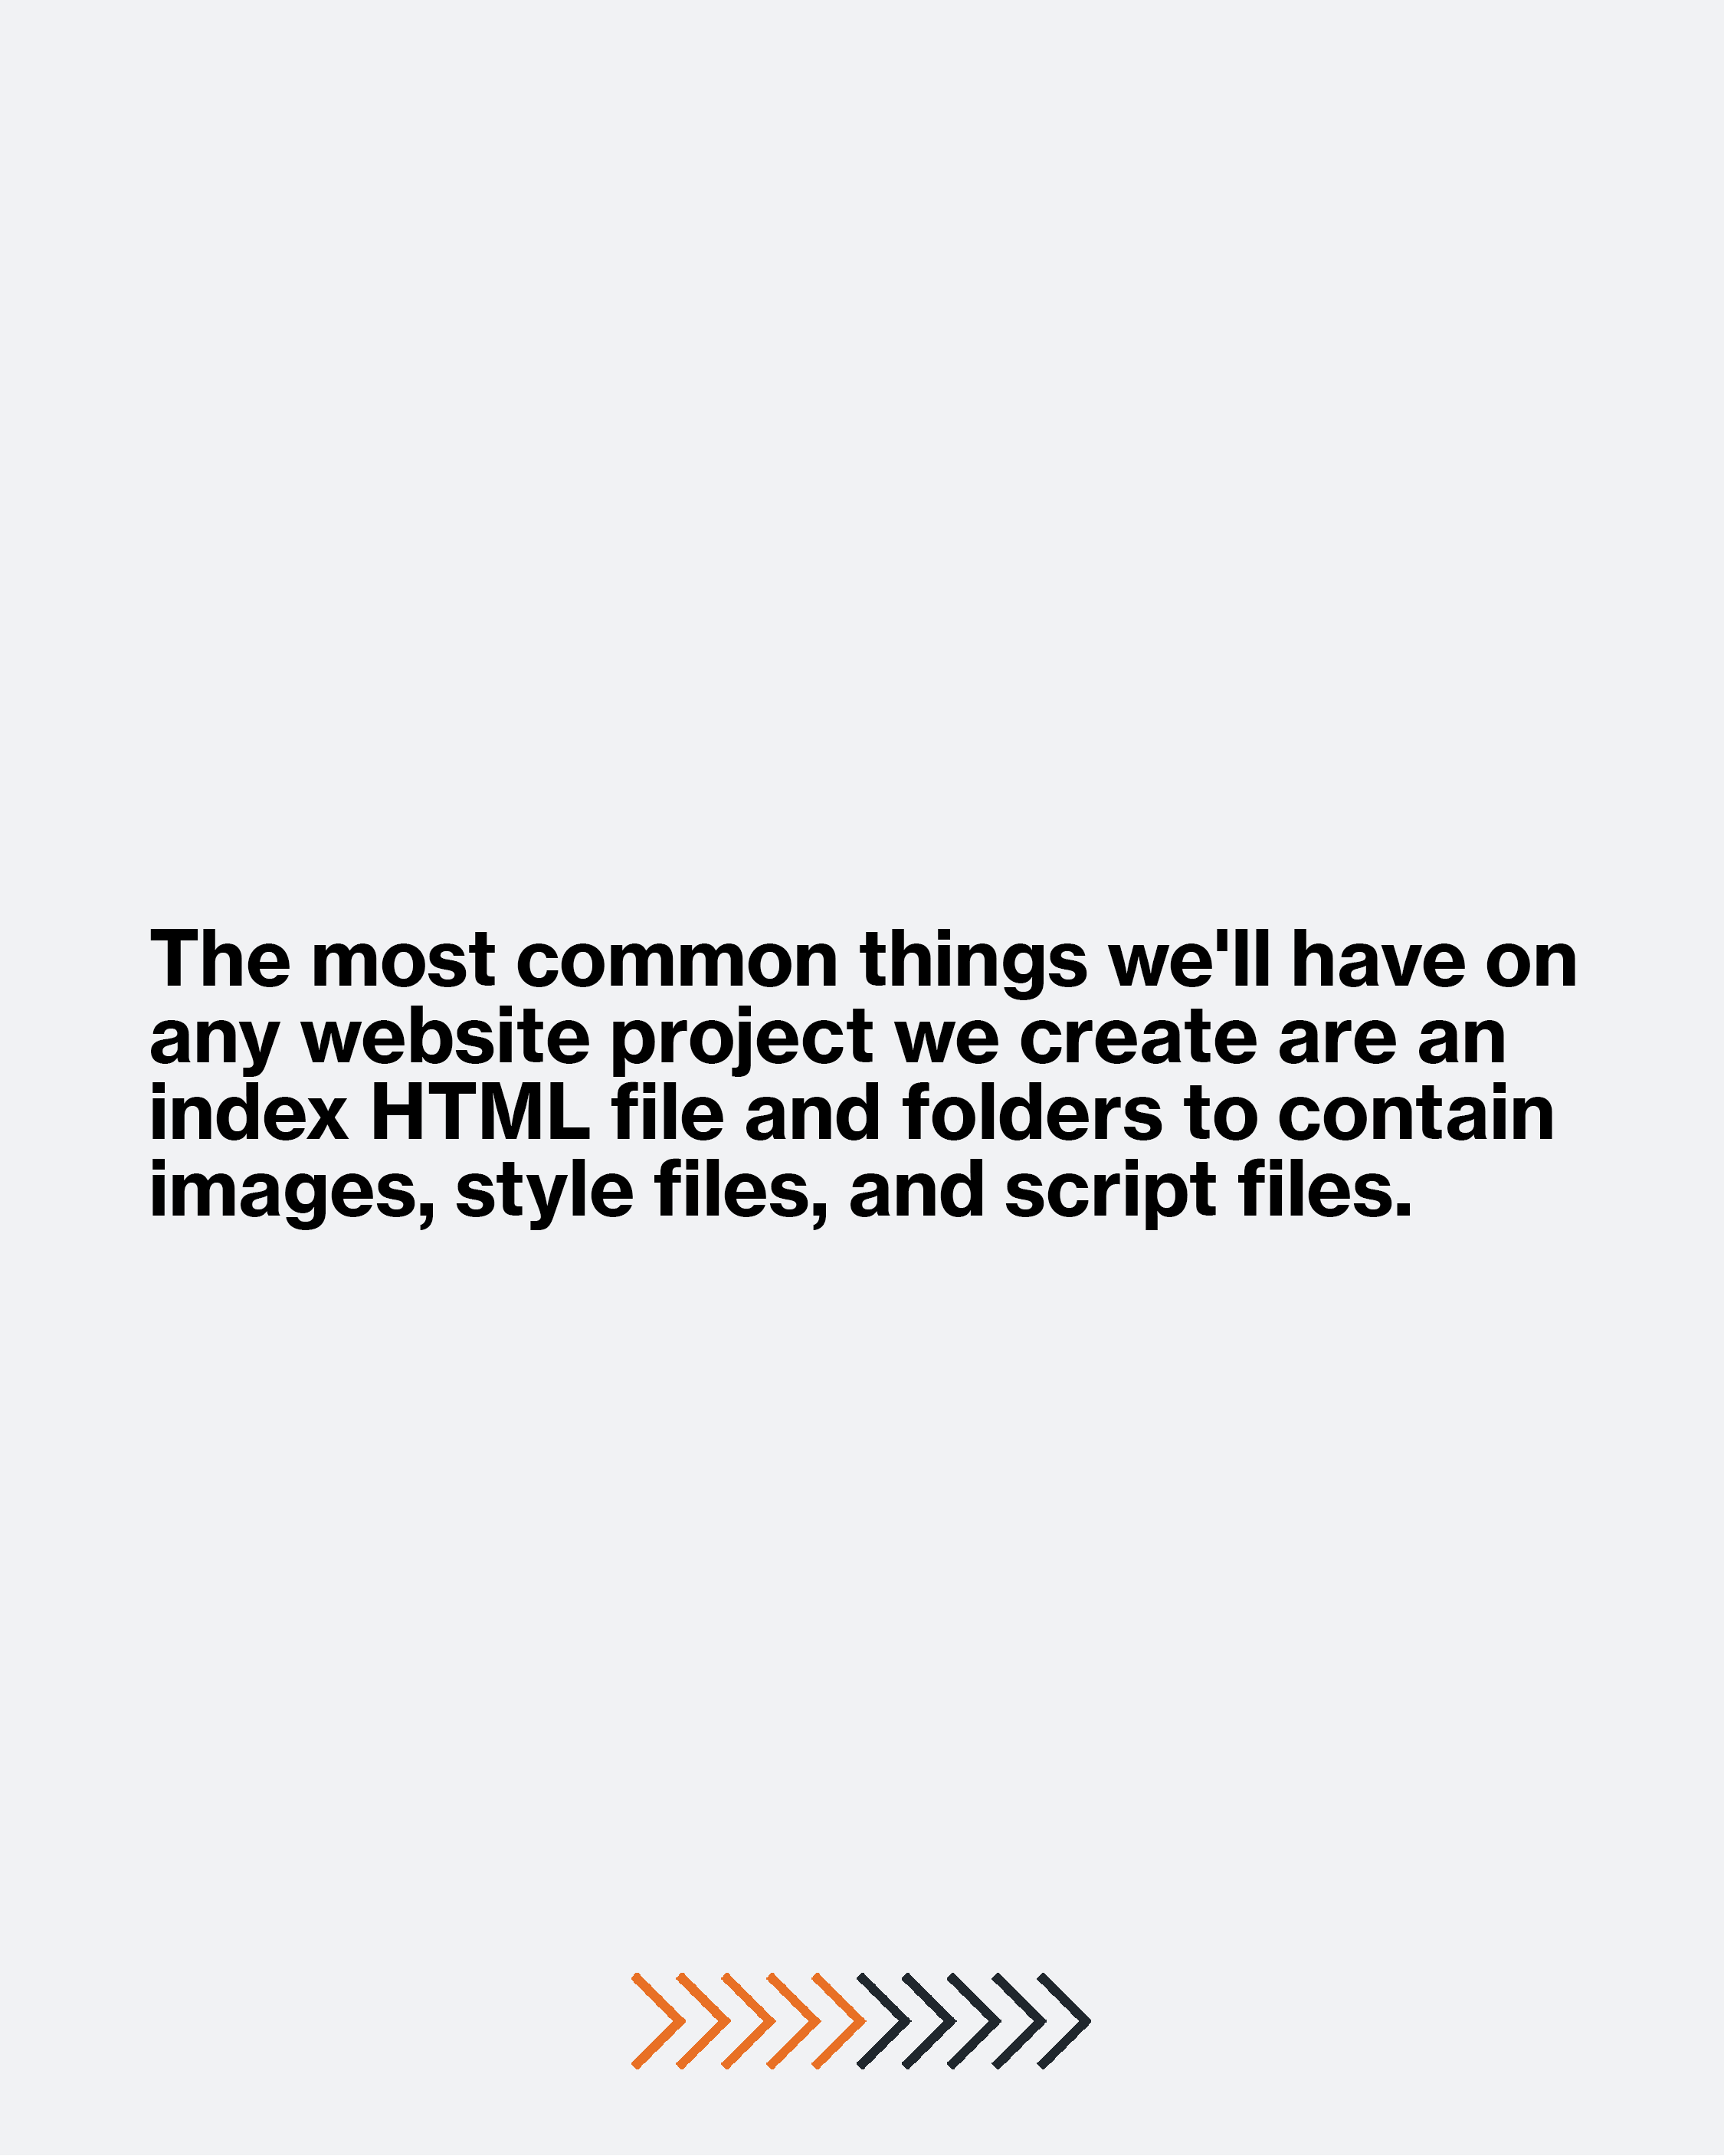 The most common things we'll have on
any website project we create are an
index HTML file and folders to contain
images, style files, and script files.